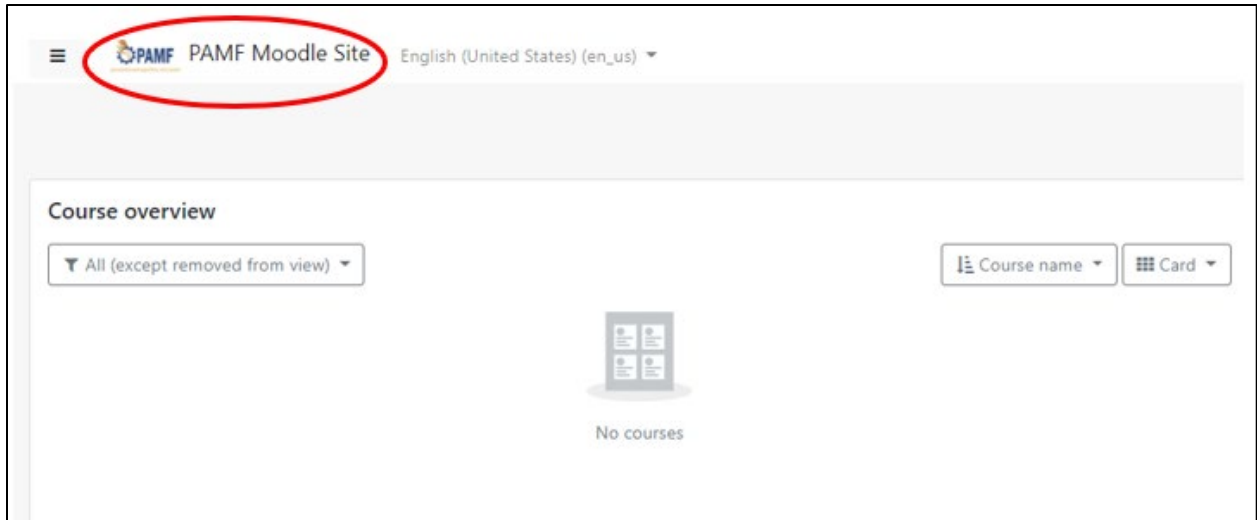 PAMF PAMF Moodle Site English (United States) (en_us)
Course overview
All (except removed from view) Course name Card
No courses